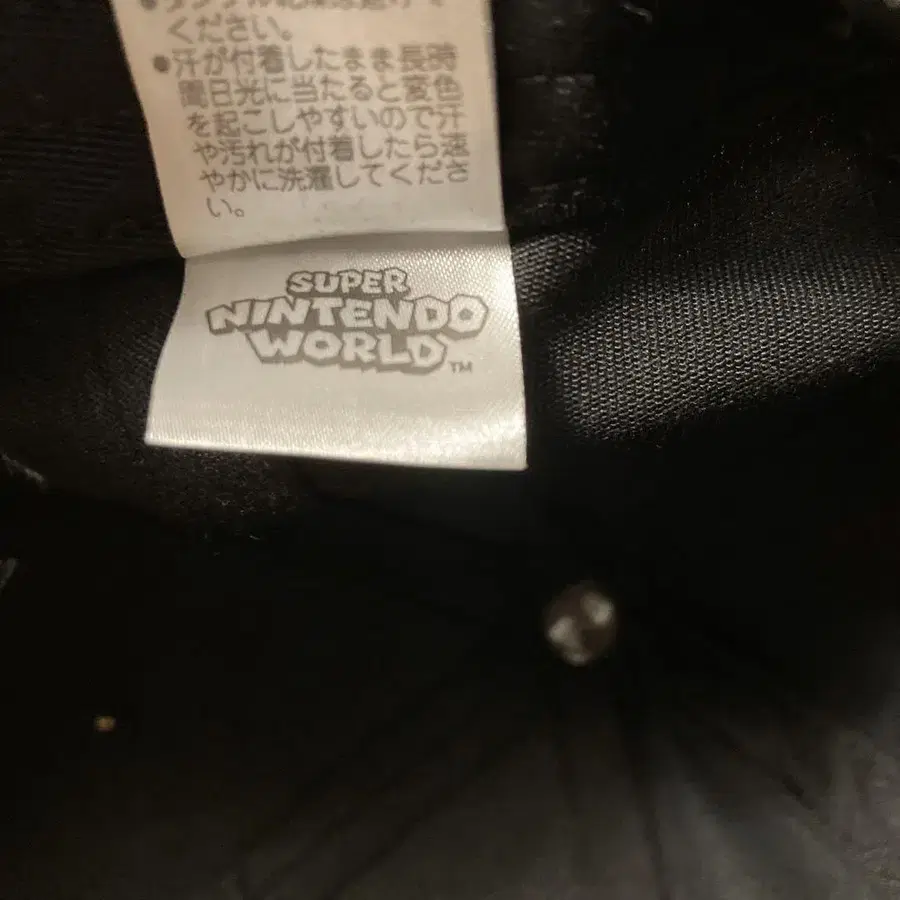 ください。
●汗が付着したまま長時
間日光に当たると変色
を起こしやすいので汗
や汚れが付着したら速
やかに洗濯してくださ
い。
SUPER
NINTENDO
WORLD™